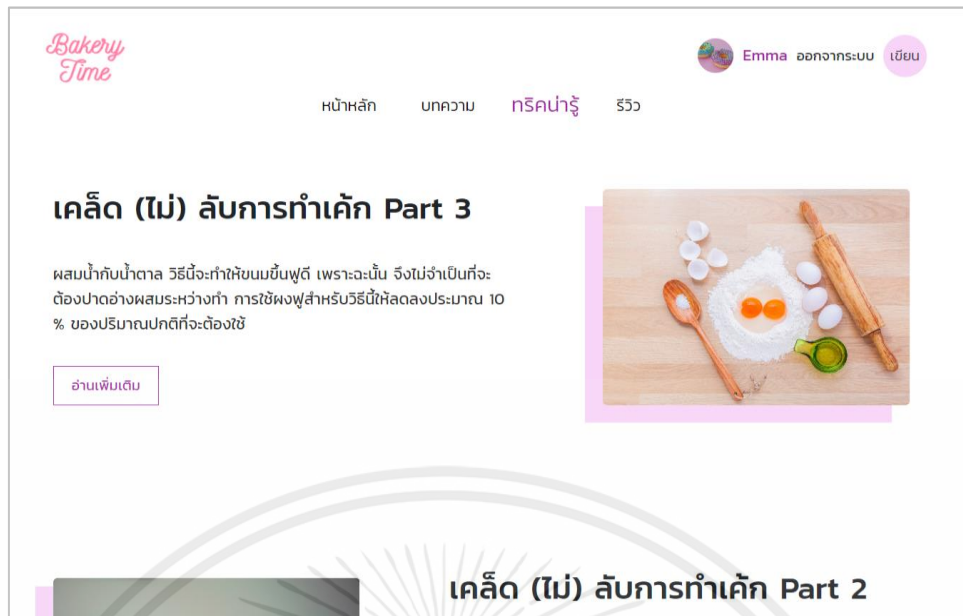 Bakery
Time
Emma ออกจากระบบ เขียน
หน้าหลัก บทความ ทริคน่ารู้ รีวิว
เคล็ด (ไม่) ลับการทำเค้ก Part 3
ผสมน้ำกับน้ำตาล วิธีนี้จะทำให้ขนมขึ้นฟูดี เพราะฉะนั้น จึงไม่จำเป็นที่จะ
ต้องปาดอ่างผสมระหว่างทำ การใช้ผงฟูสำหรับวิธีนี้ให้ลดลงประมาณ 10
% ของปริมาณปกติที่จะต้องใช้
อ่านเพิ่มเติม
เคล็ด (ไม่) ลับการทำเค้ก Part 2